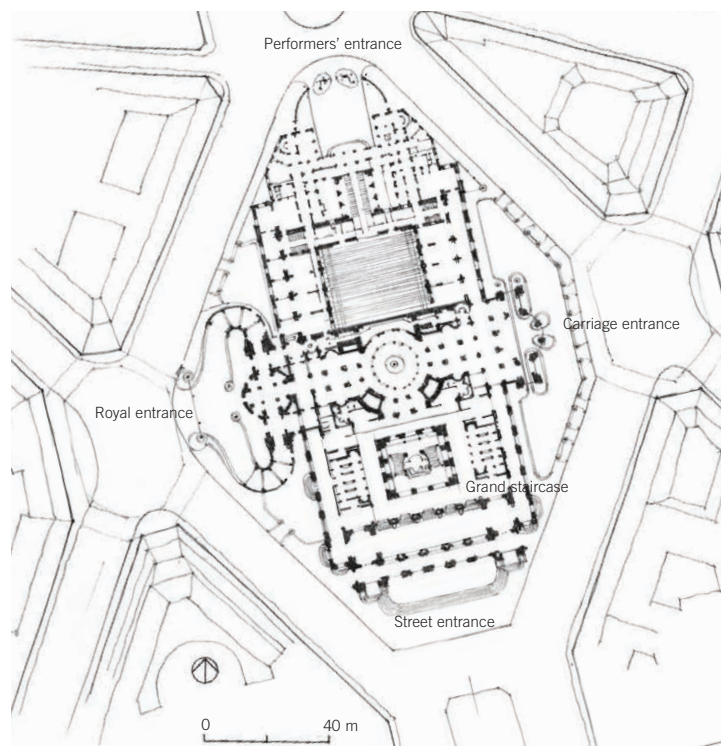 Performers’ entrance
Carriage entrance
Royal entrance
Grand staircase
Street entrance
0 40 m